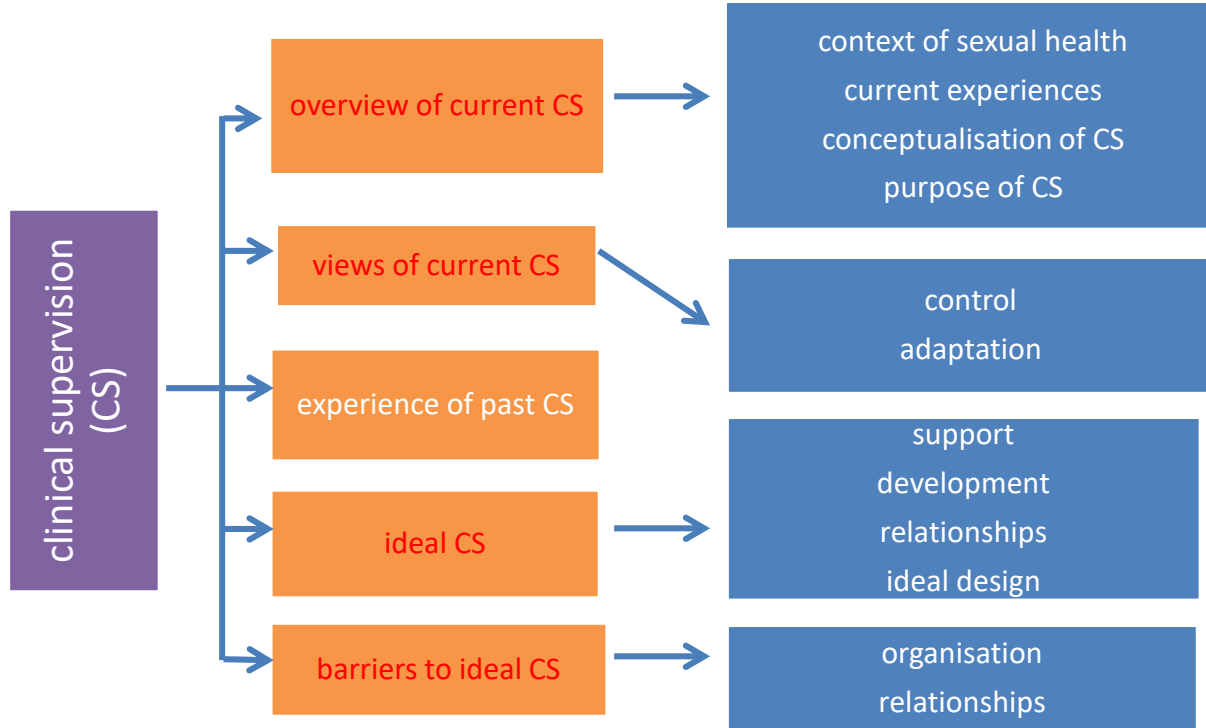 clinical supervision
(CS)
overview of current CS
context of sexual health
current experiences
conceptualisation of CS
purpose of CS
views of current CS
control
adaptation
experience of past CS
ideal CS
support
development
relationships
ideal design
barriers to ideal CS
organisation
relationships